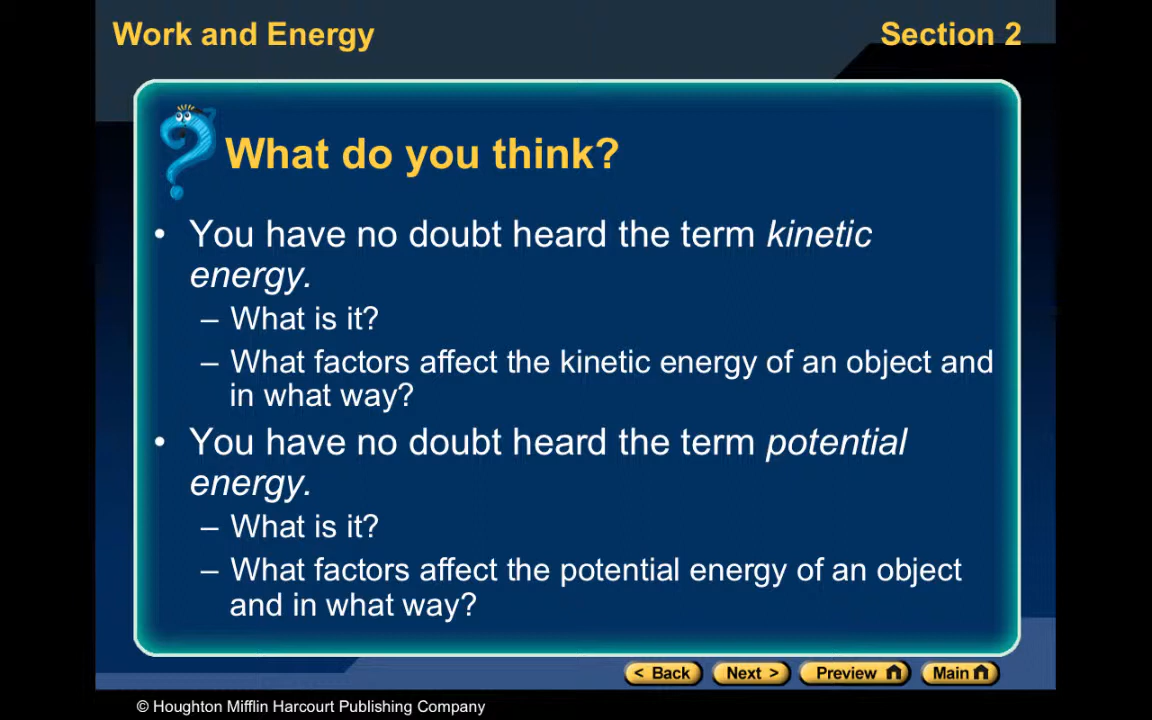 Work and Energy
Section 2
What do you think?
• You have no doubt heard the term kinetic
energy.
– What is it?
– What factors affect the kinetic energy of an object and
in what way?
• You have no doubt heard the term potential
energy.
– What is it?
– What factors affect the potential energy of an object
and in what way?
< Back
Next >
Preview
Main
© Houghton Mifflin Harcourt Publishing Company